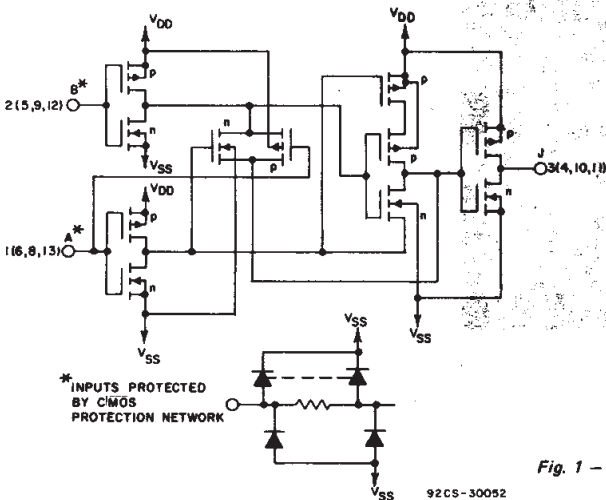 VDD
VDD
B*
p
p
2(5,9,12)
n
p
p
J
3(4,10,11)
n
VSS
p
n
VDD
n
A*
p
1(6,8,13)
n
VSS
VSS
VSS
*INPUTS PROTECTED
BY CMOS
PROTECTION NETWORK
VSS
Fig. 1 –
92CS-30052